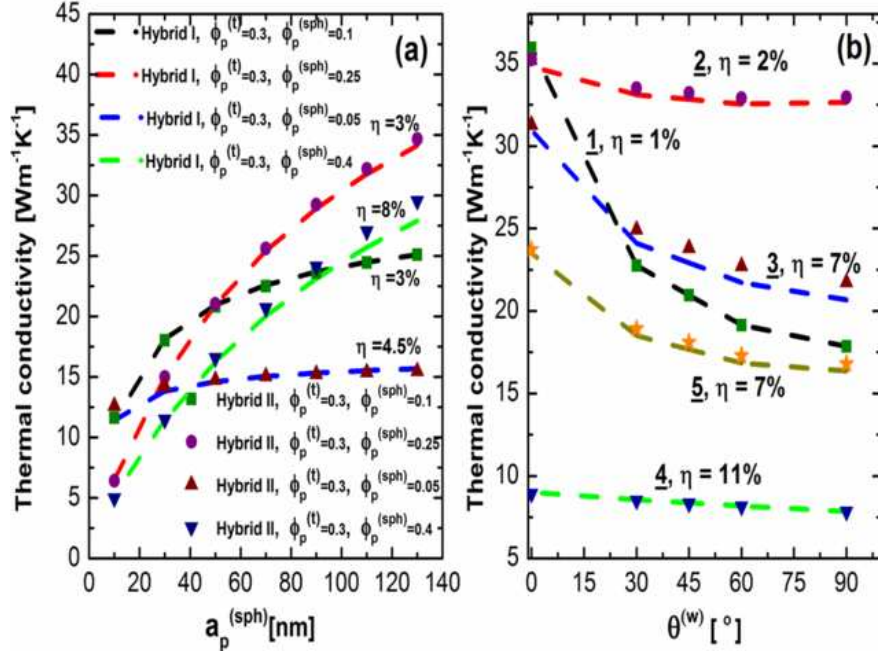 (a)
Hybrid I, ϕₚ⁽ᵗ⁾=0.3, ϕₚ⁽ˢᵖʰ⁾=0.1
Hybrid I, ϕₚ⁽ᵗ⁾=0.3, ϕₚ⁽ˢᵖʰ⁾=0.25
Hybrid I, ϕₚ⁽ᵗ⁾=0.3, ϕₚ⁽ˢᵖʰ⁾=0.05
Hybrid I, ϕₚ⁽ᵗ⁾=0.3, ϕₚ⁽ˢᵖʰ⁾=0.4
η =3%
η =8%
η =3%
η =4.5%
Hybrid II, ϕₚ⁽ᵗ⁾=0.3, ϕₚ⁽ˢᵖʰ⁾=0.1
Hybrid II, ϕₚ⁽ᵗ⁾=0.3, ϕₚ⁽ˢᵖʰ⁾=0.25
Hybrid II, ϕₚ⁽ᵗ⁾=0.3, ϕₚ⁽ˢᵖʰ⁾=0.05
Hybrid II, ϕₚ⁽ᵗ⁾=0.3, ϕₚ⁽ˢᵖʰ⁾=0.4
Thermal conductivity [Wm⁻¹K⁻¹]
45
40
35
30
25
20
15
10
5
0
0 20 40 60 80 100 120 140
aₚ⁽ˢᵖʰ⁾[nm]
(b)
2, η = 2%
1, η = 1%
3, η = 7%
5, η = 7%
4, η = 11%
Thermal conductivity [Wm⁻¹K⁻¹]
35
30
25
20
15
10
5
0 15 30 45 60 75 90
θ⁽ʷ⁾ [°]